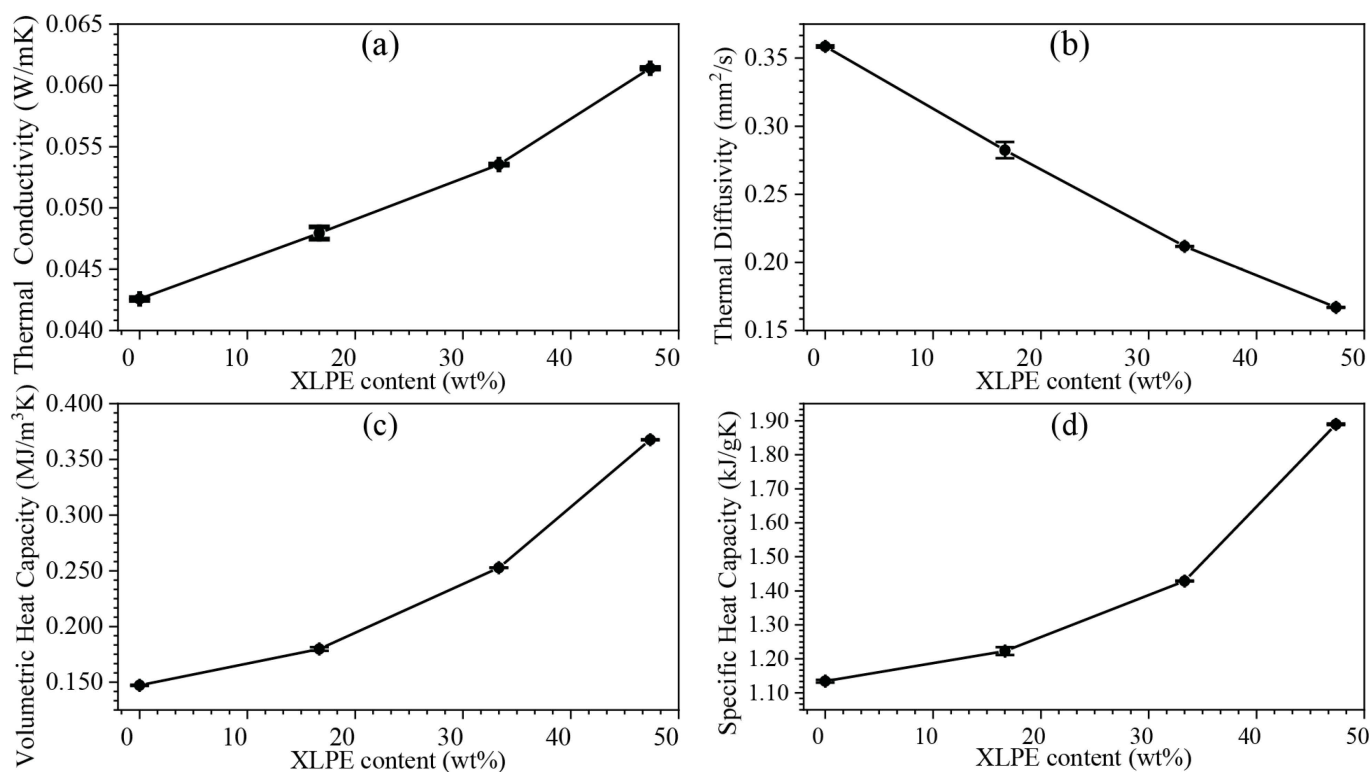 (a)
Thermal Conductivity (W/mK)
0.065
0.060
0.055
0.050
0.045
0.040
0 10 20 30 40 50
XLPE content (wt%)
(b)
Thermal Diffusivity (mm²/s)
0.35
0.30
0.25
0.20
0.15
0 10 20 30 40 50
XLPE content (wt%)
(c)
Volumetric Heat Capacity (MJ/m³K)
0.400
0.350
0.300
0.250
0.200
0.150
0 10 20 30 40 50
XLPE content (wt%)
(d)
Specific Heat Capacity (kJ/gK)
1.90
1.80
1.70
1.60
1.50
1.40
1.30
1.20
1.10
0 10 20 30 40 50
XLPE content (wt%)